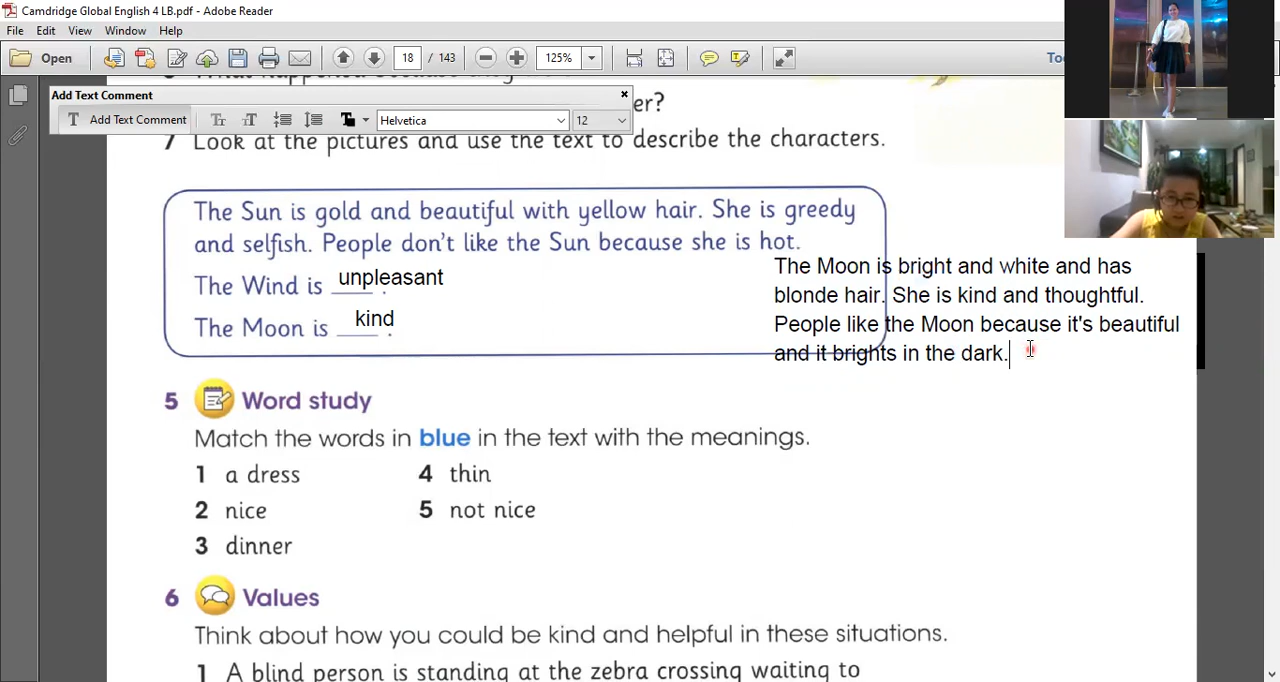 Camdridge Global English 4 LB.pdf - Adobe Reader
File Edit View Window Help
Open 18 / 143 125%
Add Text Comment
Add Text Comment Helvetica 12
er?
7 Look at the pictures and use the text to describe the characters.
The Sun is gold and beautiful with yellow hair. She is greedy
and selfish. People don't like the Sun because she is hot.
The Wind is unpleasant.
The Moon is kind.
The Moon is bright and white and has
blonde hair. She is kind and thoughtful.
People like the Moon because it's beautiful
and it brights in the dark.
5 Word study
Match the words in blue in the text with the meanings.
1 a dress 4 thin
2 nice 5 not nice
3 dinner
6 Values
Think about how you could be kind and helpful in these situations.
1 A blind person is standing at the zebra crossing waiting to